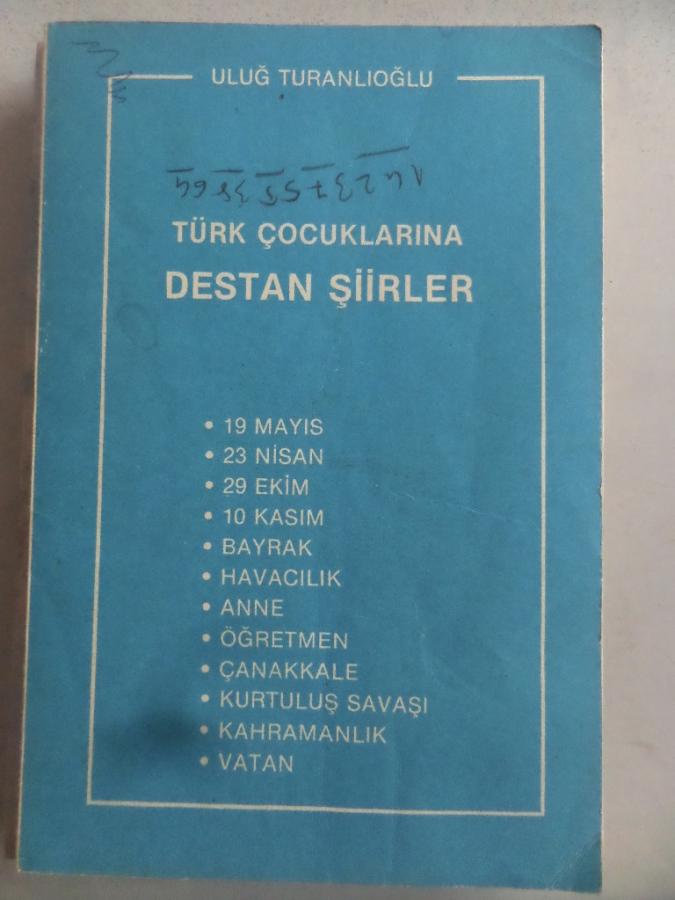 ULUĞ TURANLIOĞLU
TÜRK ÇOCUKLARINA
DESTAN ŞİİRLER
• 19 MAYIS
• 23 NİSAN
• 29 EKİM
• 10 KASIM
• BAYRAK
• HAVACILIK
• ANNE
• ÖĞRETMEN
• ÇANAKKALE
• KURTULUŞ SAVAŞI
• KAHRAMANLIK
• VATAN